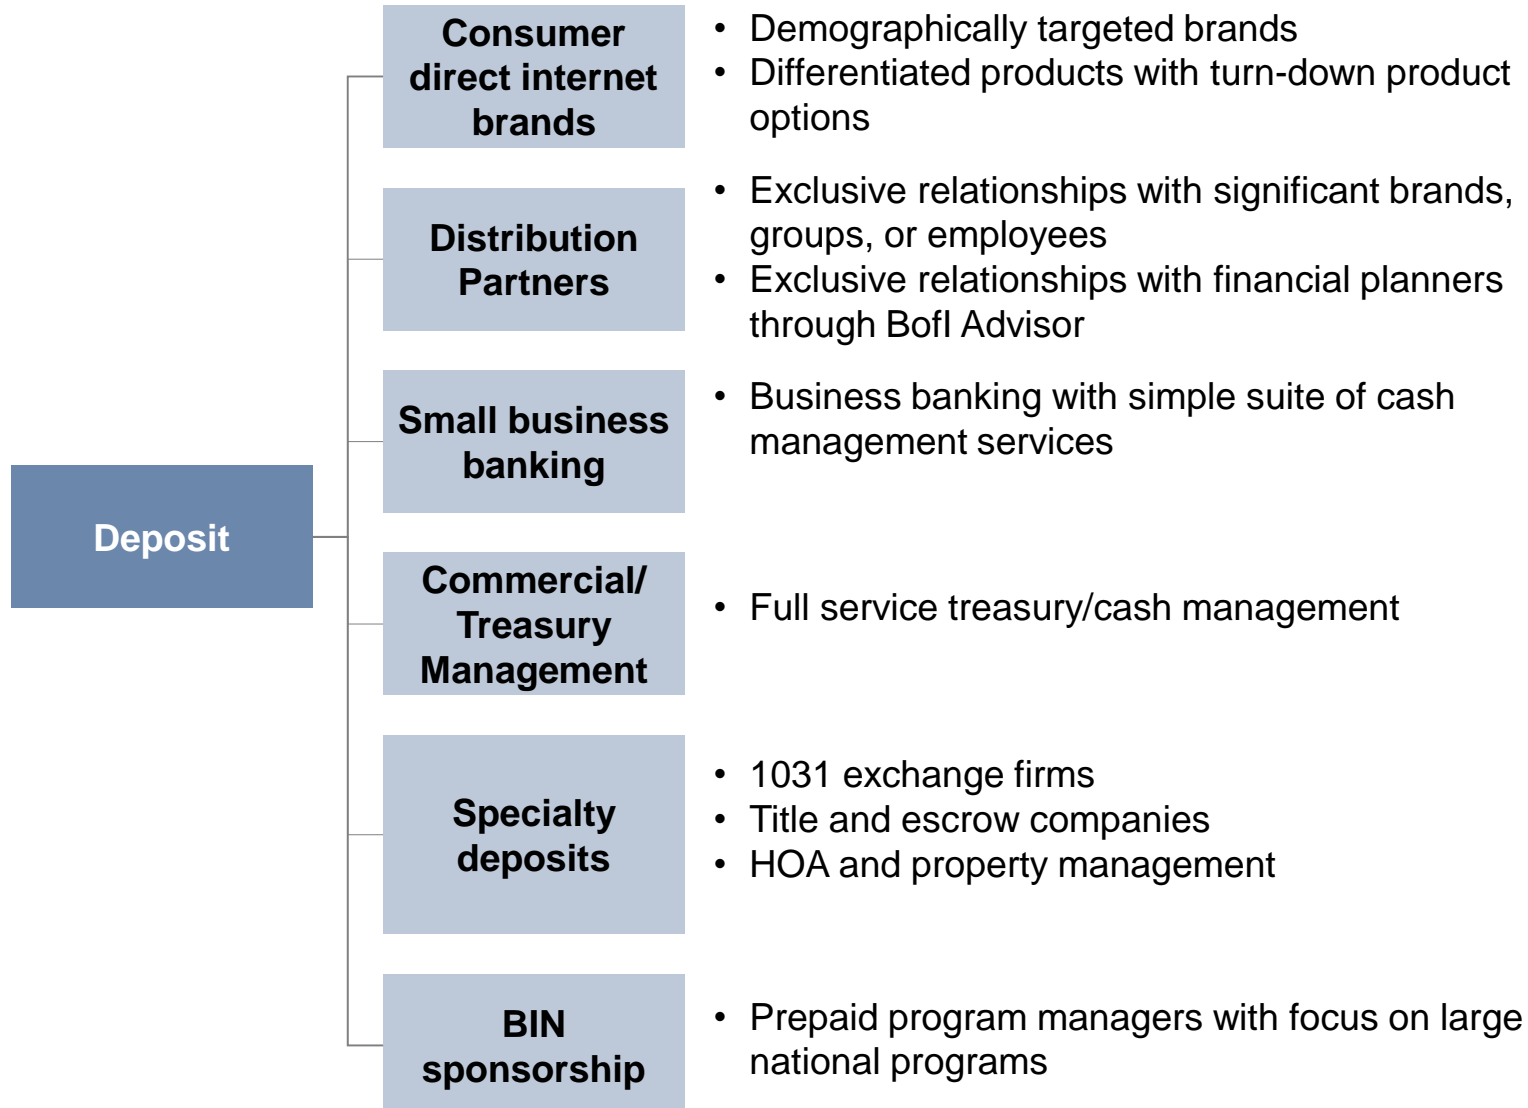 Consumer
direct internet
brands
• Demographically targeted brands
• Differentiated products with turn-down product
options
Distribution
Partners
• Exclusive relationships with significant brands,
groups, or employees
• Exclusive relationships with financial planners
through BofI Advisor
Small business
banking
• Business banking with simple suite of cash
management services
Deposit
Commercial/
Treasury
Management
• Full service treasury/cash management
Specialty
deposits
• 1031 exchange firms
• Title and escrow companies
• HOA and property management
BIN
sponsorship
• Prepaid program managers with focus on large
national programs